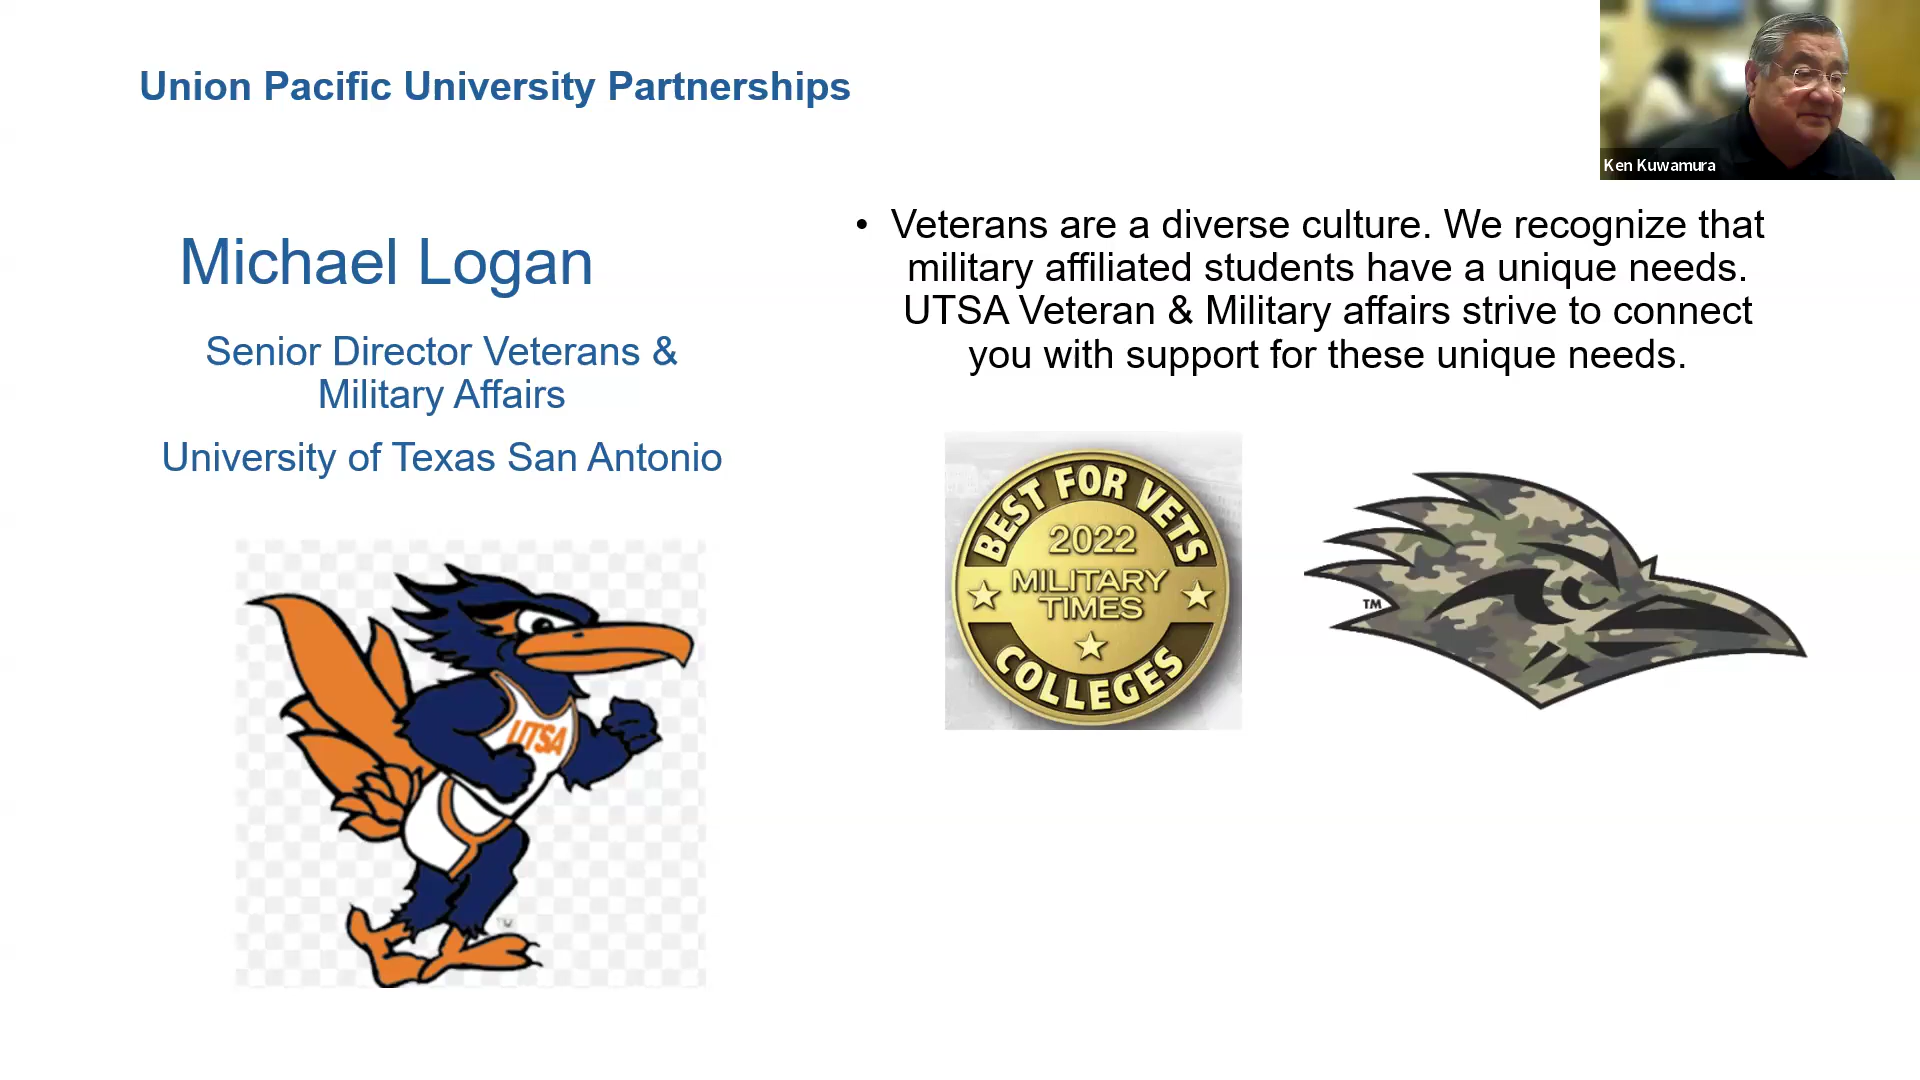 Union Pacific University Partnerships
Ken Kuwamura
Michael Logan
Senior Director Veterans &
Military Affairs
University of Texas San Antonio
• Veterans are a diverse culture. We recognize that
military affiliated students have a unique needs.
UTSA Veteran & Military affairs strive to connect
you with support for these unique needs.
BEST FOR VETS
2022
MILITARY
TIMES
COLLEGES
TM
UTSA
TM